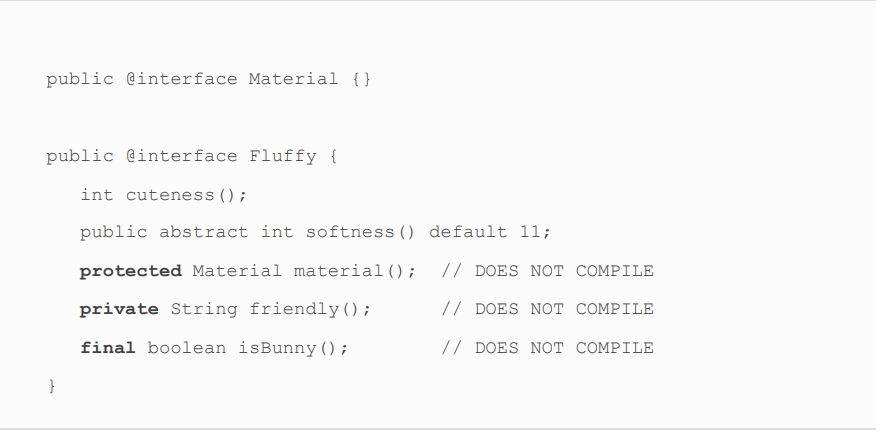 public @interface Material {}
public @interface Fluffy {
int cuteness();
public abstract int softness() default 11;
protected Material material(); // DOES NOT COMPILE
private String friendly(); // DOES NOT COMPILE
final boolean isBunny(); // DOES NOT COMPILE
}